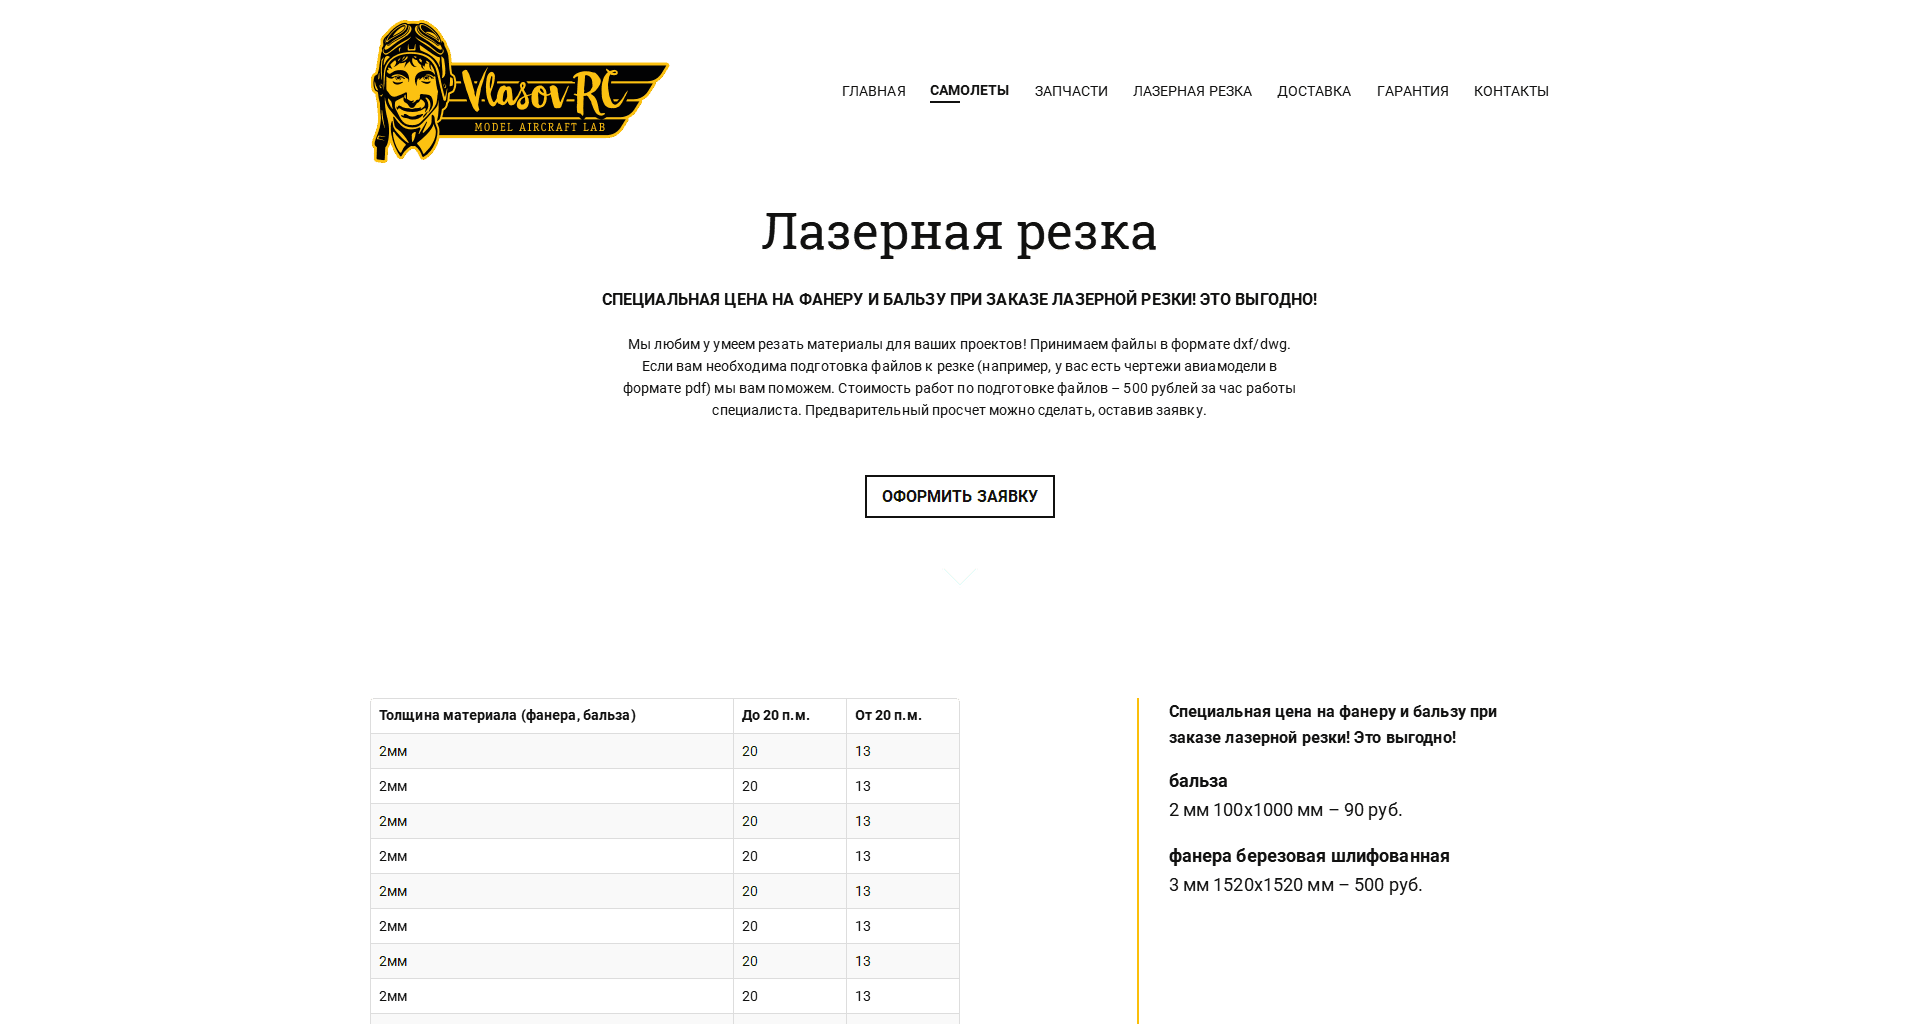 Vlasov RC
MODEL AIRCRAFT LAB
ГЛАВНАЯ САМОЛЕТЫ ЗАПЧАСТИ ЛАЗЕРНАЯ РЕЗКА ДОСТАВКА ГАРАНТИЯ КОНТАКТЫ
Лазерная резка
СПЕЦИАЛЬНАЯ ЦЕНА НА ФАНЕРУ И БАЛЬЗУ ПРИ ЗАКАЗЕ ЛАЗЕРНОЙ РЕЗКИ! ЭТО ВЫГОДНО!
Мы любим у умеем резать материалы для ваших проектов! Принимаем файлы в формате dxf/dwg.
Если вам необходима подготовка файлов к резке (например, у вас есть чертежи авиамодели в
формате pdf) мы вам поможем. Стоимость работ по подготовке файлов – 500 рублей за час работы
специалиста. Предварительный просчет можно сделать, оставив заявку.
ОФОРМИТЬ ЗАЯВКУ
Толщина материала (фанера, бальза) До 20 п.м. От 20 п.м.
2мм 20 13
2мм 20 13
2мм 20 13
2мм 20 13
2мм 20 13
2мм 20 13
2мм 20 13
2мм 20 13
Специальная цена на фанеру и бальзу при
заказе лазерной резки! Это выгодно!
бальза
2 мм 100х1000 мм – 90 руб.
фанера березовая шлифованная
3 мм 1520х1520 мм – 500 руб.